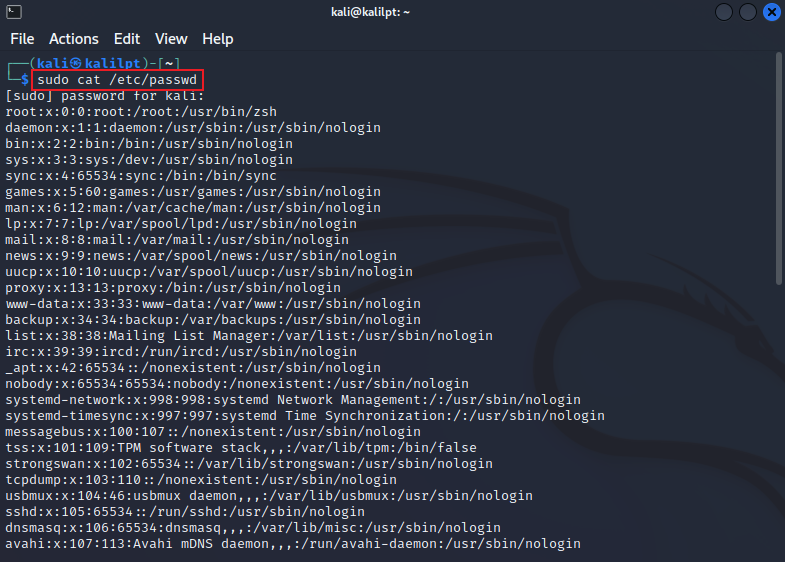 kali@kalilpt: ~
File Actions Edit View Help
┌──(kali㉿kalilpt)-[~]
└─$ sudo cat /etc/passwd
[sudo] password for kali:
root:x:0:0:root:/root:/usr/bin/zsh
daemon:x:1:1:daemon:/usr/sbin:/usr/sbin/nologin
bin:x:2:2:bin:/bin:/usr/sbin/nologin
sys:x:3:3:sys:/dev:/usr/sbin/nologin
sync:x:4:65534:sync:/bin:/bin/sync
games:x:5:60:games:/usr/games:/usr/sbin/nologin
man:x:6:12:man:/var/cache/man:/usr/sbin/nologin
lp:x:7:7:lp:/var/spool/lpd:/usr/sbin/nologin
mail:x:8:8:mail:/var/mail:/usr/sbin/nologin
news:x:9:9:news:/var/spool/news:/usr/sbin/nologin
uucp:x:10:10:uucp:/var/spool/uucp:/usr/sbin/nologin
proxy:x:13:13:proxy:/bin:/usr/sbin/nologin
www-data:x:33:33:www-data:/var/www:/usr/sbin/nologin
backup:x:34:34:backup:/var/backups:/usr/sbin/nologin
list:x:38:38:Mailing List Manager:/var/list:/usr/sbin/nologin
irc:x:39:39:ircd:/run/ircd:/usr/sbin/nologin
_apt:x:42:65534::/nonexistent:/usr/sbin/nologin
nobody:x:65534:65534:nobody:/nonexistent:/usr/sbin/nologin
systemd-network:x:998:998:systemd Network Management:/:/usr/sbin/nologin
systemd-timesync:x:997:997:systemd Time Synchronization:/:/usr/sbin/nologin
messagebus:x:100:107::/nonexistent:/usr/sbin/nologin
tss:x:101:109:TPM software stack,,,:/var/lib/tpm:/bin/false
strongswan:x:102:65534::/var/lib/strongswan:/usr/sbin/nologin
tcpdump:x:103:110::/nonexistent:/usr/sbin/nologin
usbmux:x:104:46:usbmux daemon,,,:/var/lib/usbmux:/usr/sbin/nologin
sshd:x:105:65534::/run/sshd:/usr/sbin/nologin
dnsmasq:x:106:65534:dnsmasq,,,:/var/lib/misc:/usr/sbin/nologin
avahi:x:107:113:Avahi mDNS daemon,,,:/run/avahi-daemon:/usr/sbin/nologin